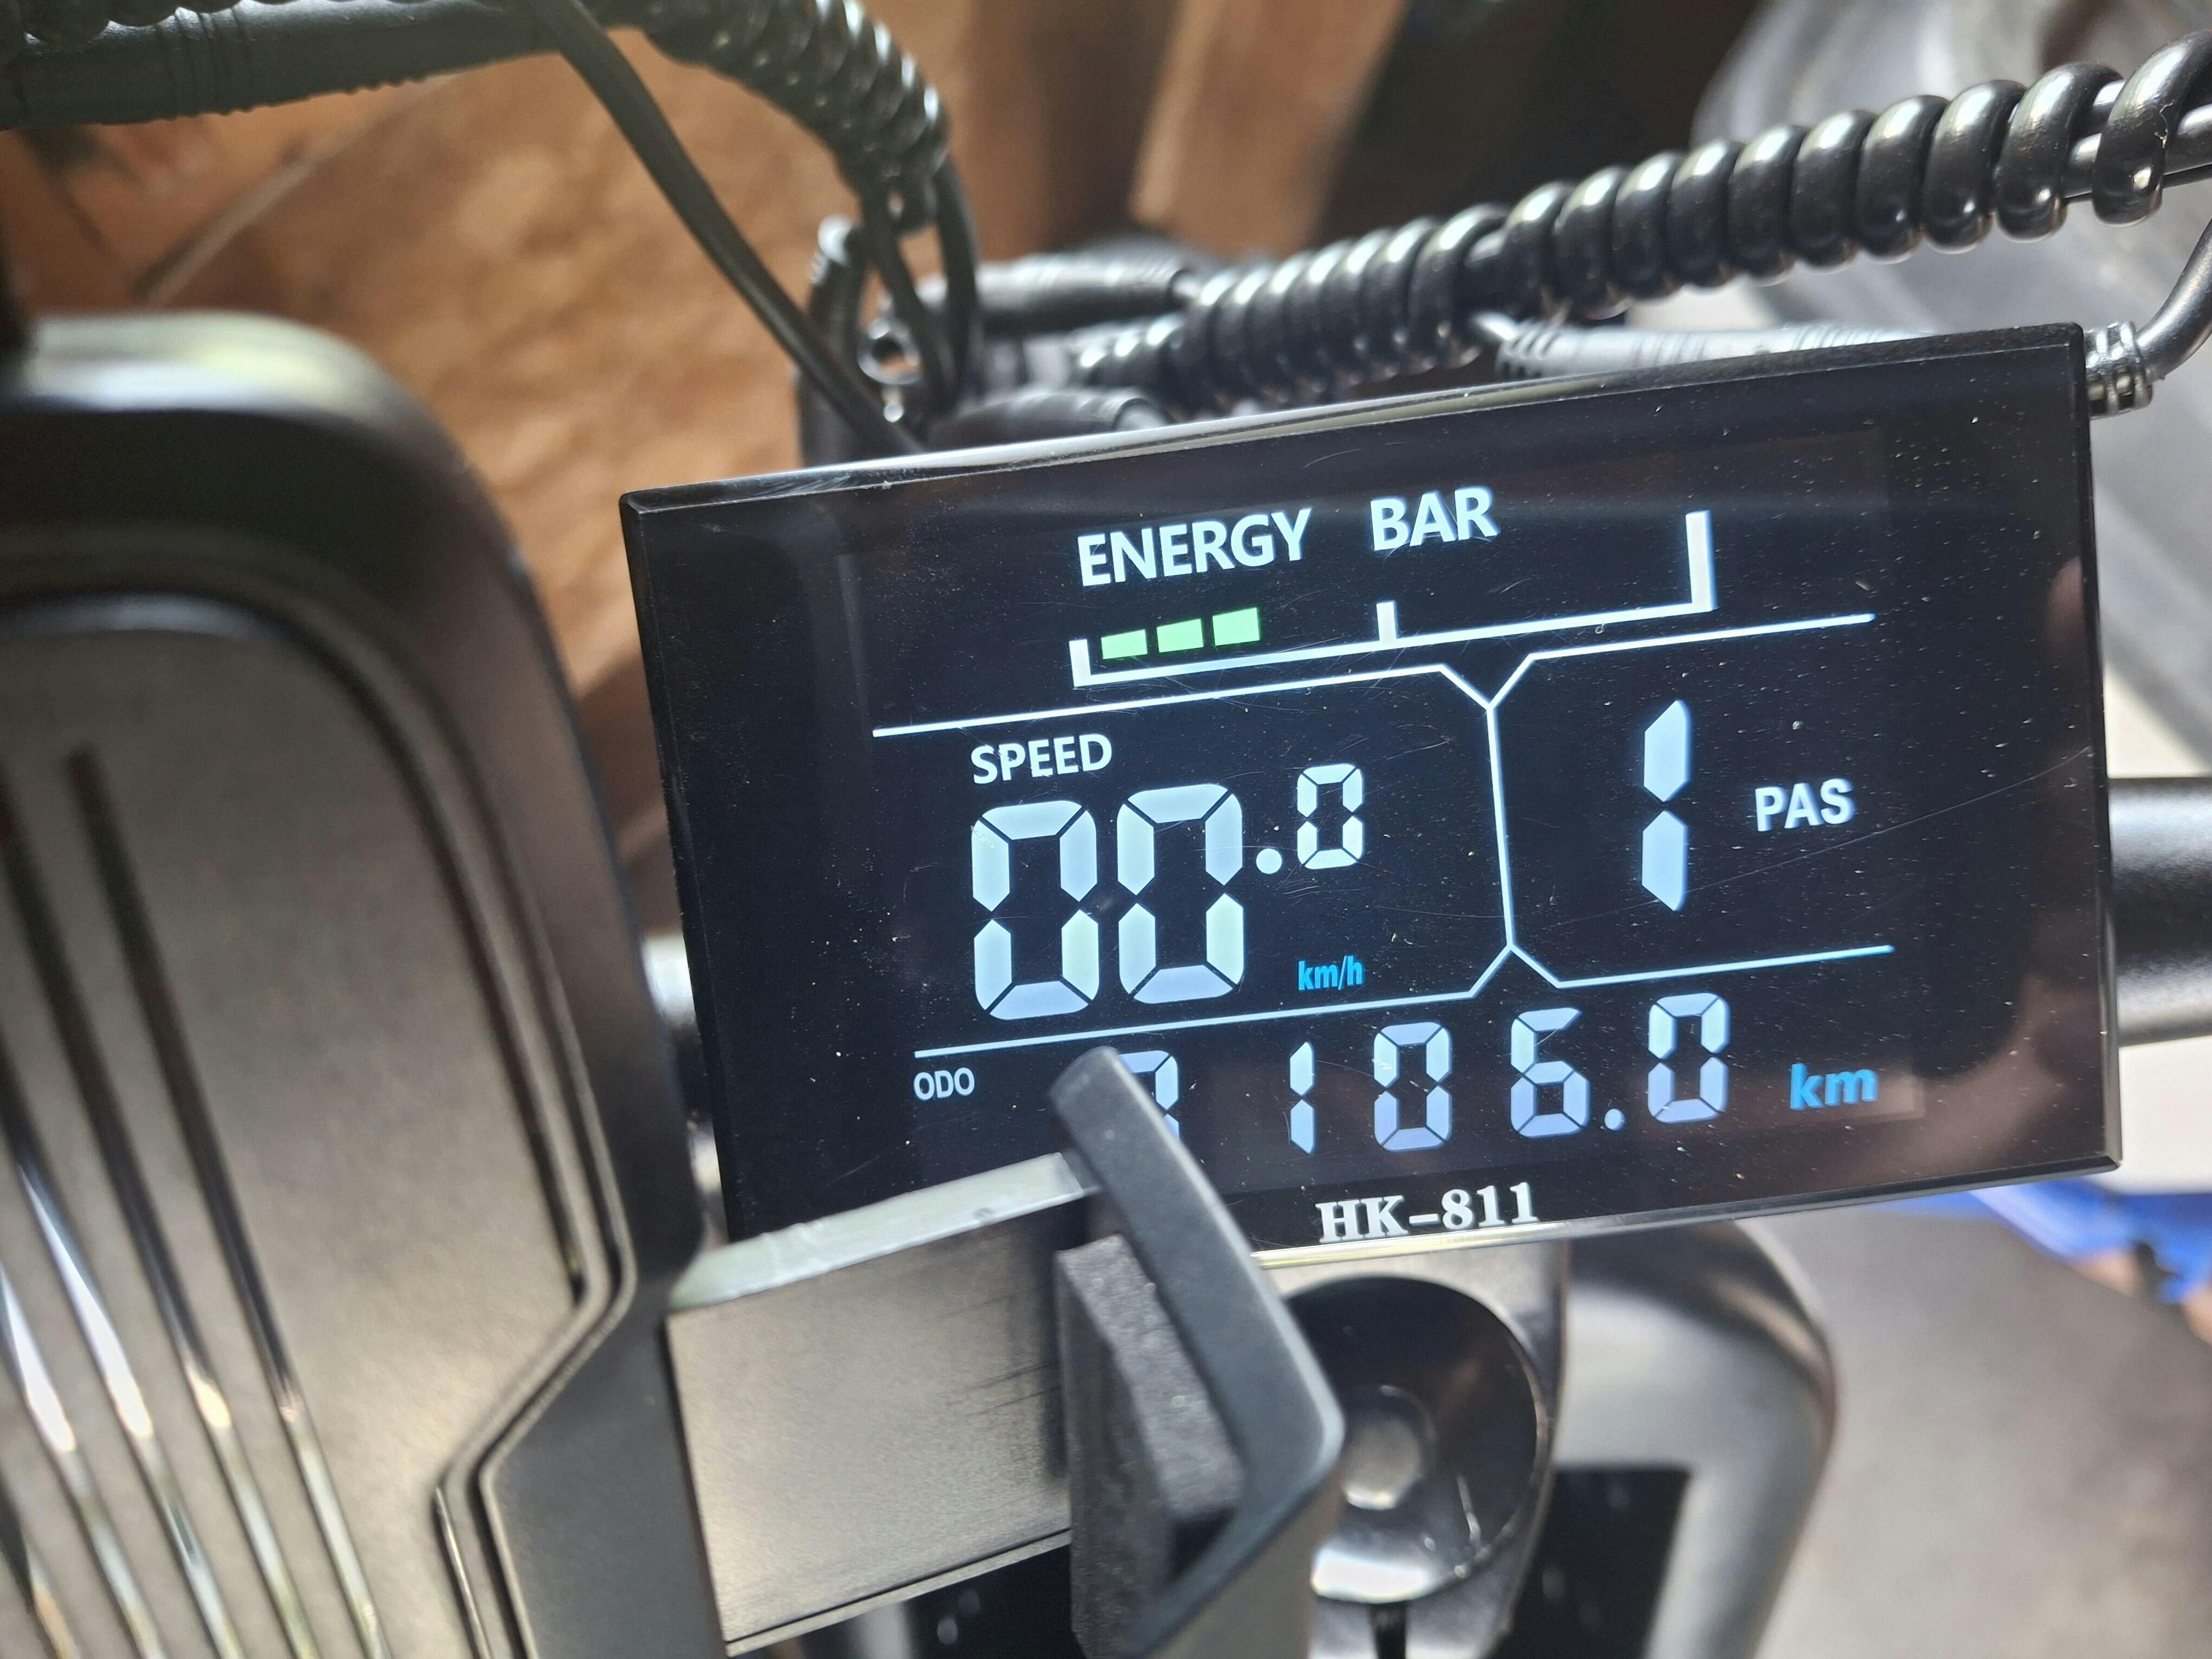 ENERGY BAR
SPEED
00.0
km/h
1 PAS
ODO 106.0 km
HK-811